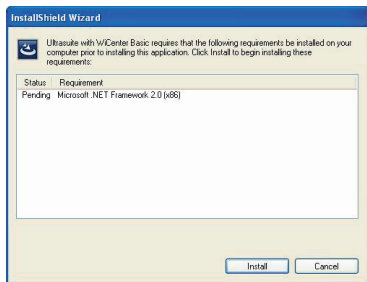 InstallShield Wizard
Ultrasuite with WiCenter Basic requires that the following requirements be installed on your
computer prior to installing this application. Click Install to begin installing these
requirements:
Status Requirement
Pending Microsoft .NET Framework 2.0 (x86)
Install Cancel